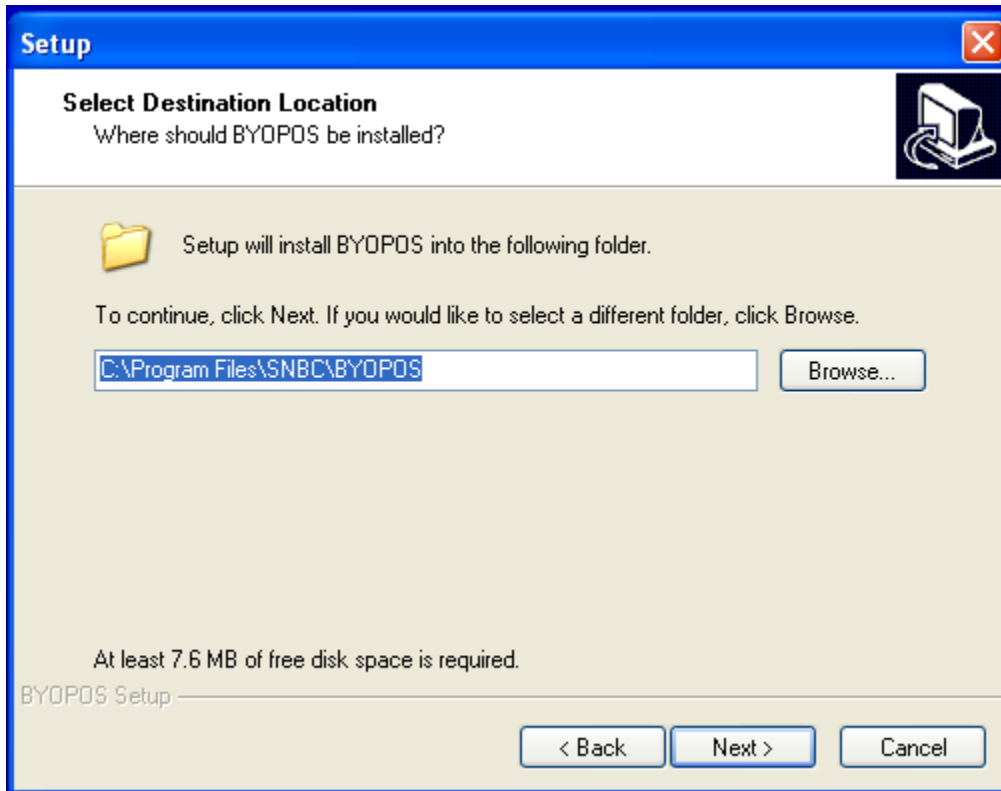 Setup
Select Destination Location
Where should BYOPOS be installed?
Setup will install BYOPOS into the following folder.
To continue, click Next. If you would like to select a different folder, click Browse.
C:\Program Files\SNBC\BYOPOS
Browse...
At least 7.6 MB of free disk space is required.
BYOPOS Setup
< Back
Next >
Cancel